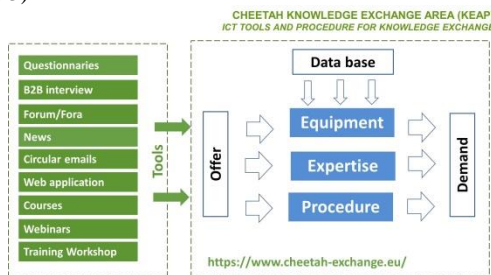 CHEETAH KNOWLEDGE EXCHANGE AREA (KEAP
ICT TOOLS AND PROCEDURE FOR KNOWLEDGE EXCHANGE
Questionnaries
B2B interview
Forum/Fora
News
Circular emails
Web application
Courses
Webinars
Training Workshop
Tools
Offer
Data base
Equipment
Expertise
Procedure
Demand
https://www.cheetah-exchange.eu/